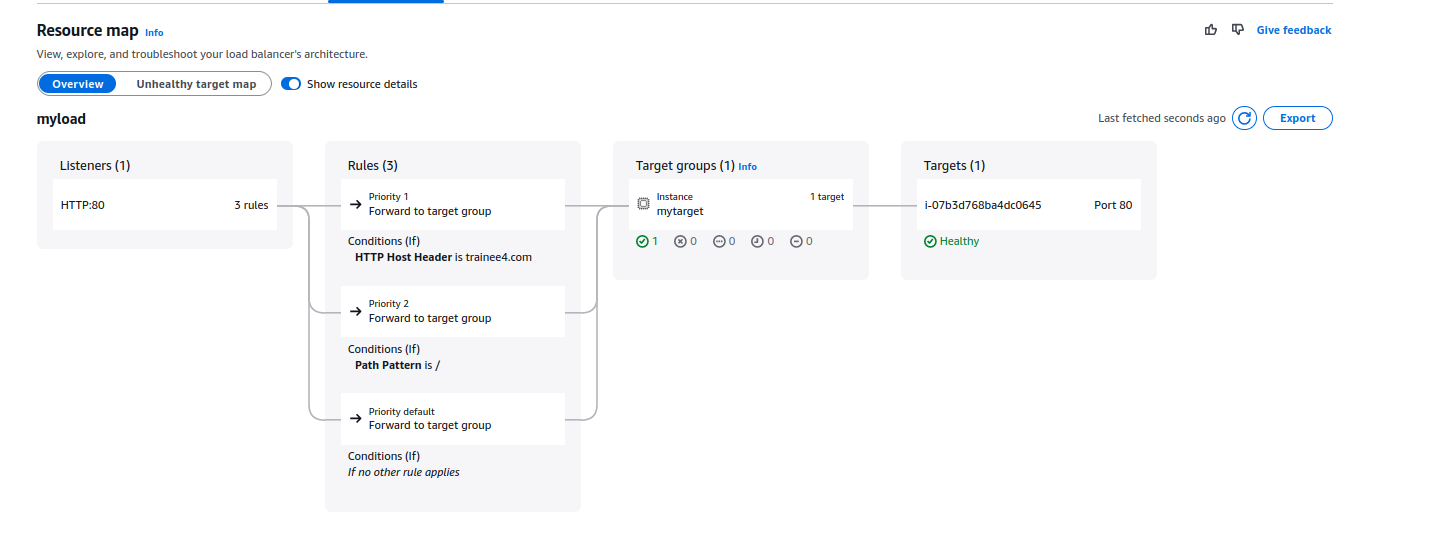 Resource map Info
View, explore, and troubleshoot your load balancer's architecture.
Give feedback
Overview Unhealthy target map Show resource details
myload
Last fetched seconds ago Export
Listeners (1)
HTTP:80 3 rules
Rules (3)
Priority 1
Forward to target group
Conditions (If)
HTTP Host Header is trainee4.com
Priority 2
Forward to target group
Conditions (If)
Path Pattern is /
Priority default
Forward to target group
Conditions (If)
If no other rule applies
Target groups (1) Info
Instance 1 target
mytarget
1 0 0 0 0
Targets (1)
i-07b3d768ba4dc0645 Port 80
Healthy